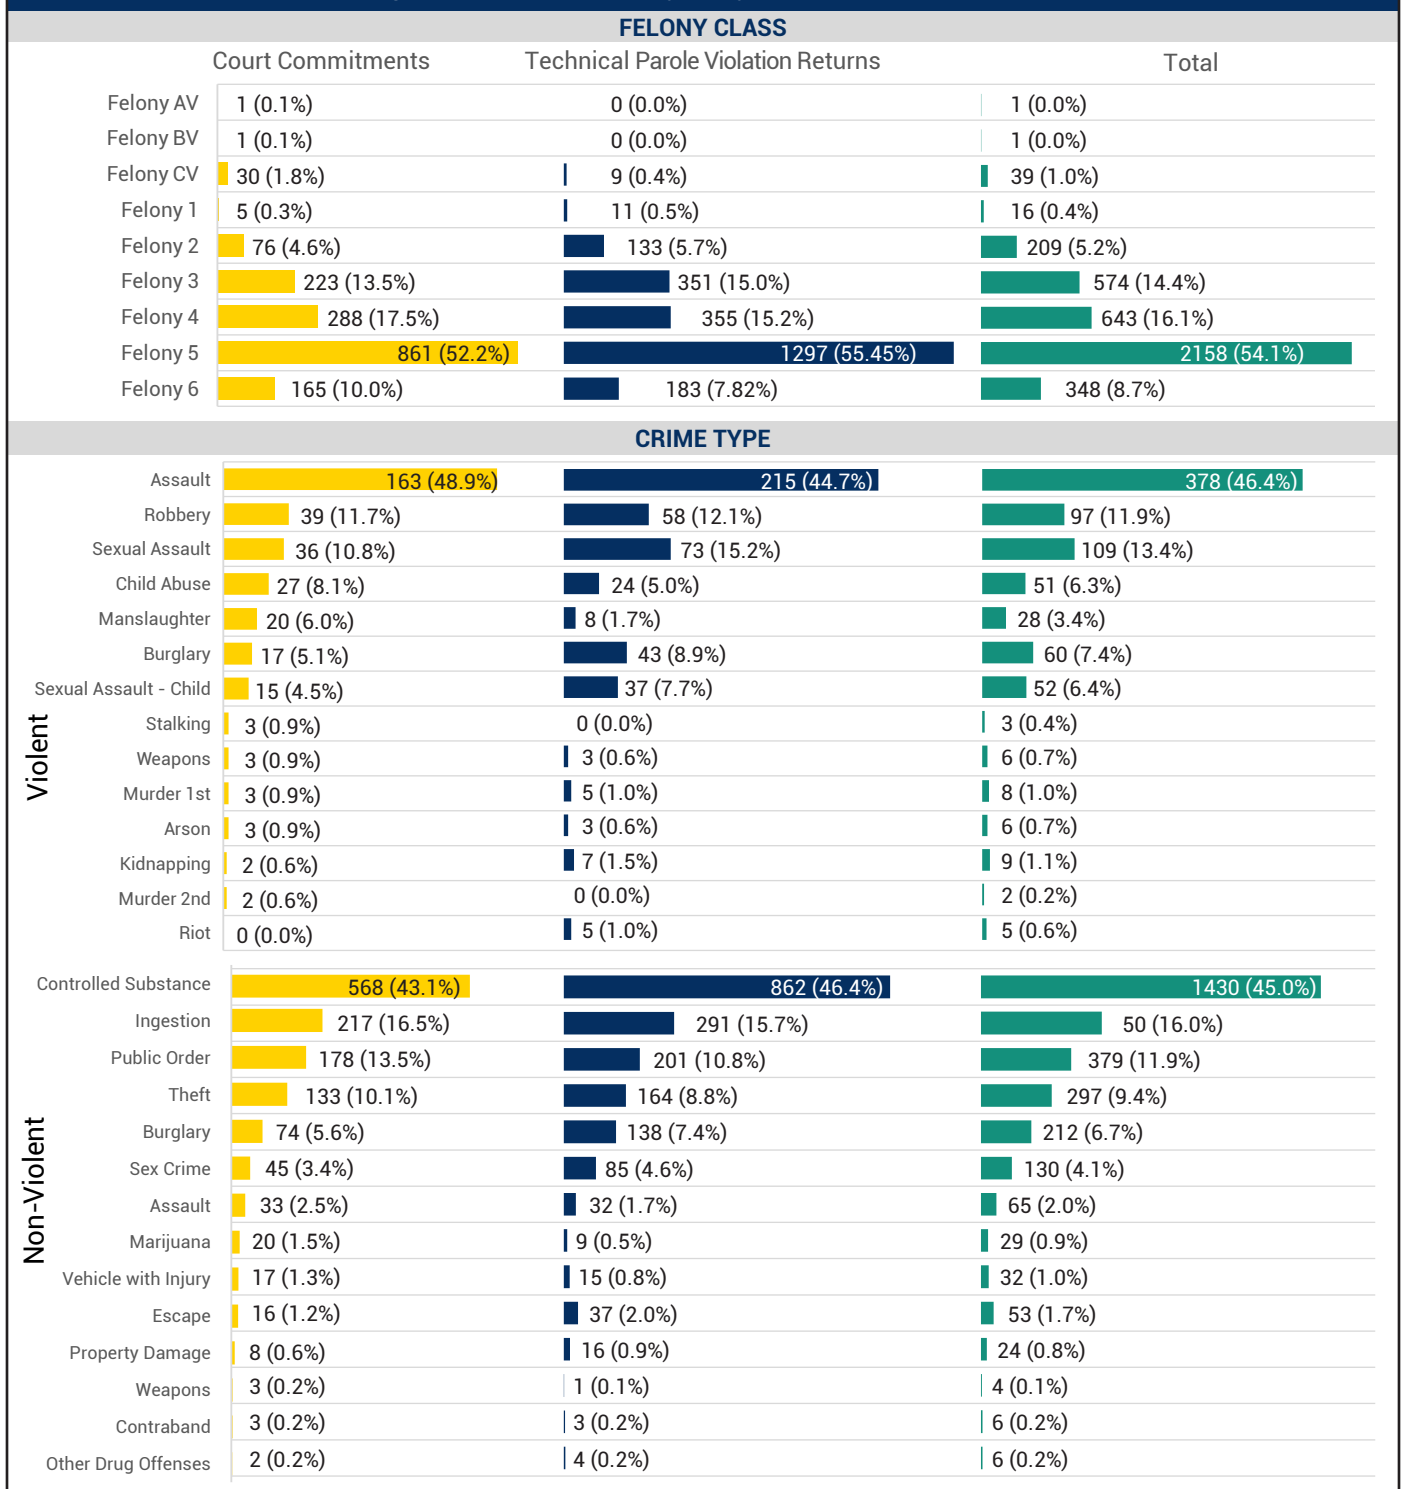 FELONY CLASS
Court Commitments Technical Parole Violation Returns Total
Felony AV 1 (0.1%) 0 (0.0%) 1 (0.0%)
Felony BV 1 (0.1%) 0 (0.0%) 1 (0.0%)
Felony CV 30 (1.8%) 9 (0.4%) 39 (1.0%)
Felony 1 5 (0.3%) 11 (0.5%) 16 (0.4%)
Felony 2 76 (4.6%) 133 (5.7%) 209 (5.2%)
Felony 3 223 (13.5%) 351 (15.0%) 574 (14.4%)
Felony 4 288 (17.5%) 355 (15.2%) 643 (16.1%)
Felony 5 861 (52.2%) 1297 (55.45%) 2158 (54.1%)
Felony 6 165 (10.0%) 183 (7.82%) 348 (8.7%)
CRIME TYPE
Violent
Assault 163 (48.9%) 215 (44.7%) 378 (46.4%)
Robbery 39 (11.7%) 58 (12.1%) 97 (11.9%)
Sexual Assault 36 (10.8%) 73 (15.2%) 109 (13.4%)
Child Abuse 27 (8.1%) 24 (5.0%) 51 (6.3%)
Manslaughter 20 (6.0%) 8 (1.7%) 28 (3.4%)
Burglary 17 (5.1%) 43 (8.9%) 60 (7.4%)
Sexual Assault - Child 15 (4.5%) 37 (7.7%) 52 (6.4%)
Stalking 3 (0.9%) 0 (0.0%) 3 (0.4%)
Weapons 3 (0.9%) 3 (0.6%) 6 (0.7%)
Murder 1st 3 (0.9%) 5 (1.0%) 8 (1.0%)
Arson 3 (0.9%) 3 (0.6%) 6 (0.7%)
Kidnapping 2 (0.6%) 7 (1.5%) 9 (1.1%)
Murder 2nd 2 (0.6%) 0 (0.0%) 2 (0.2%)
Riot 0 (0.0%) 5 (1.0%) 5 (0.6%)
Non-Violent
Controlled Substance 568 (43.1%) 862 (46.4%) 1430 (45.0%)
Ingestion 217 (16.5%) 291 (15.7%) 50 (16.0%)
Public Order 178 (13.5%) 201 (10.8%) 379 (11.9%)
Theft 133 (10.1%) 164 (8.8%) 297 (9.4%)
Burglary 74 (5.6%) 138 (7.4%) 212 (6.7%)
Sex Crime 45 (3.4%) 85 (4.6%) 130 (4.1%)
Assault 33 (2.5%) 32 (1.7%) 65 (2.0%)
Marijuana 20 (1.5%) 9 (0.5%) 29 (0.9%)
Vehicle with Injury 17 (1.3%) 15 (0.8%) 32 (1.0%)
Escape 16 (1.2%) 37 (2.0%) 53 (1.7%)
Property Damage 8 (0.6%) 16 (0.9%) 24 (0.8%)
Weapons 3 (0.2%) 1 (0.1%) 4 (0.1%)
Contraband 3 (0.2%) 3 (0.2%) 6 (0.2%)
Other Drug Offenses 2 (0.2%) 4 (0.2%) 6 (0.2%)